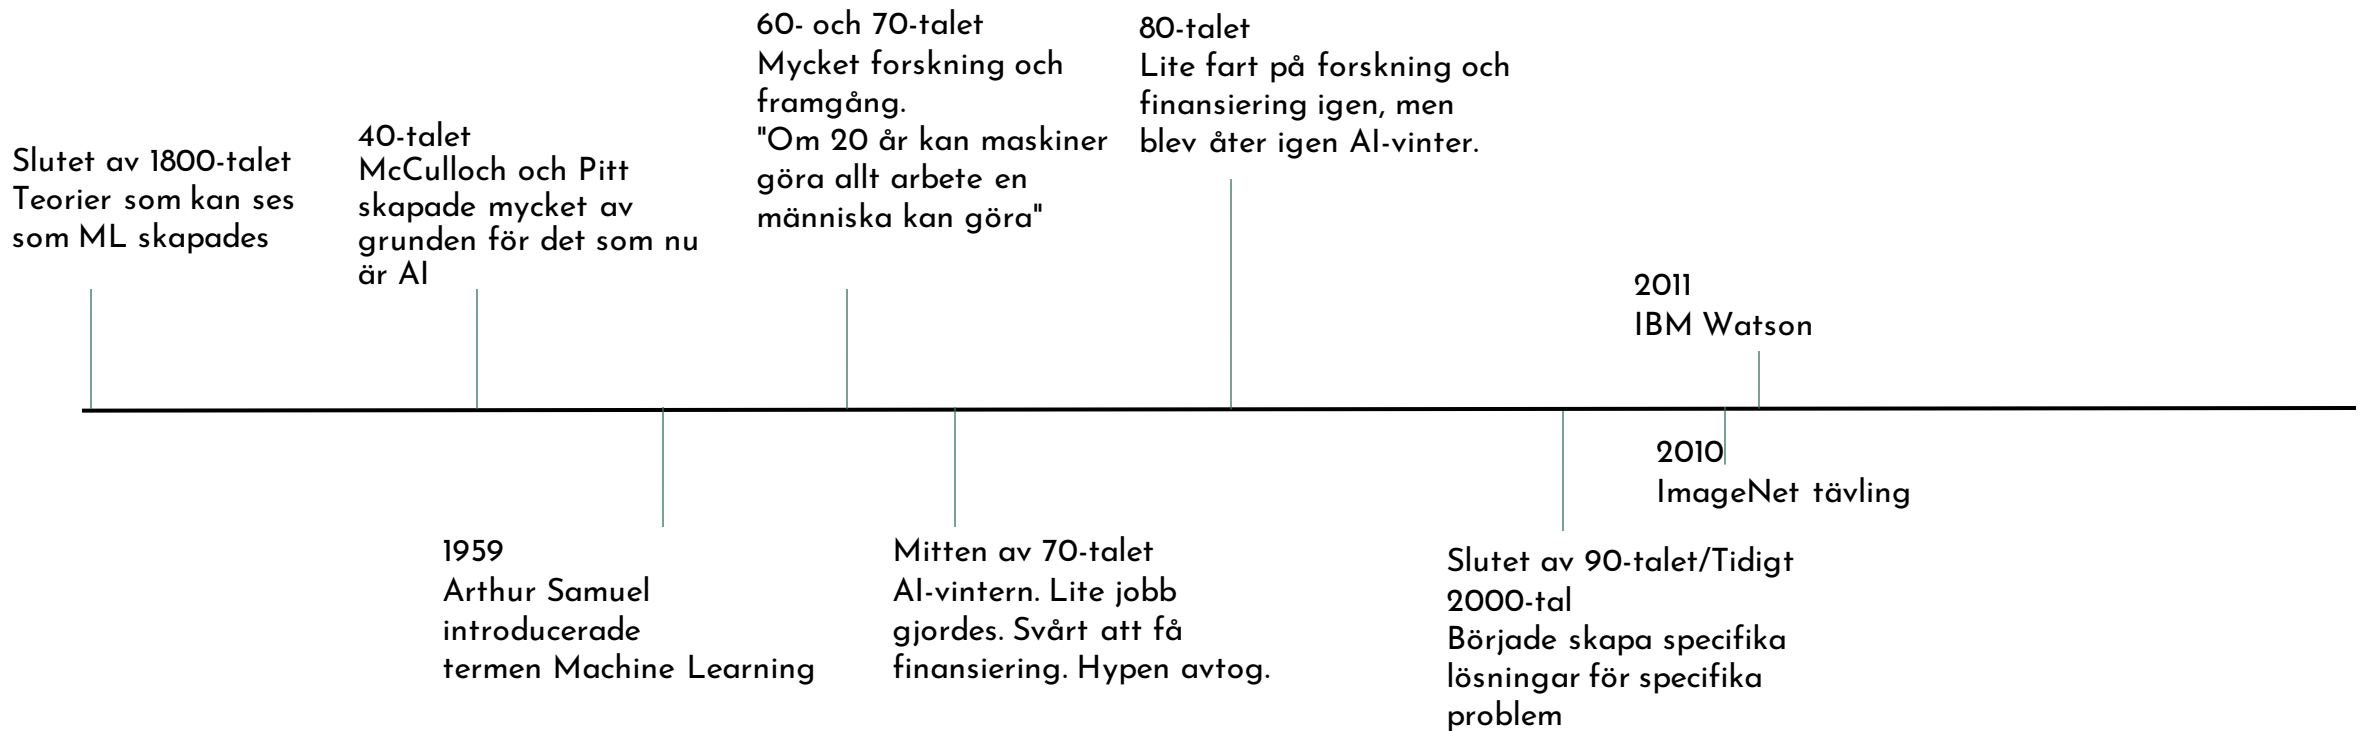 Slutet av 1800-talet
Teorier som kan ses
som ML skapades
40-talet
McCulloch och Pitt
skapade mycket av
grunden för det som nu
är AI
1959
Arthur Samuel
introducerade
termen Machine Learning
60- och 70-talet
Mycket forskning och
framgång.
"Om 20 år kan maskiner
göra allt arbete en
människa kan göra"
Mitten av 70-talet
AI-vintern. Lite jobb
gjordes. Svårt att få
finansiering. Hypen avtog.
80-talet
Lite fart på forskning och
finansiering igen, men
blev åter igen AI-vinter.
Slutet av 90-talet/Tidigt
2000-tal
Började skapa specifika
lösningar för specifika
problem
2010
ImageNet tävling
2011
IBM Watson